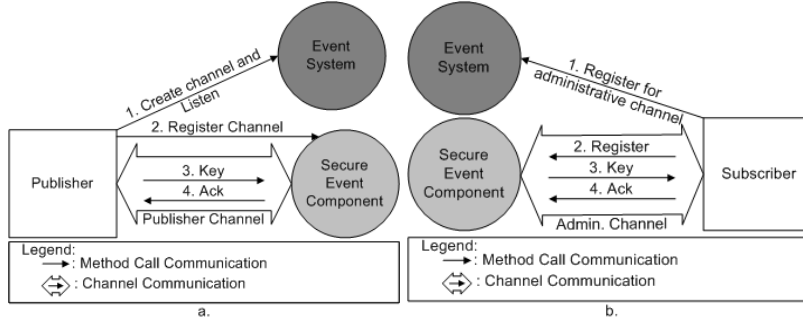 Event
System
1. Create channel and
Listen
2. Register Channel
Publisher
3. Key
4. Ack
Publisher Channel
Secure
Event
Component
Legend:
: Method Call Communication
: Channel Communication
a.
Event
System
1. Register for
administrative channel
Secure
Event
Component
2. Register
3. Key
4. Ack
Admin. Channel
Subscriber
Legend:
: Method Call Communication
: Channel Communication
b.